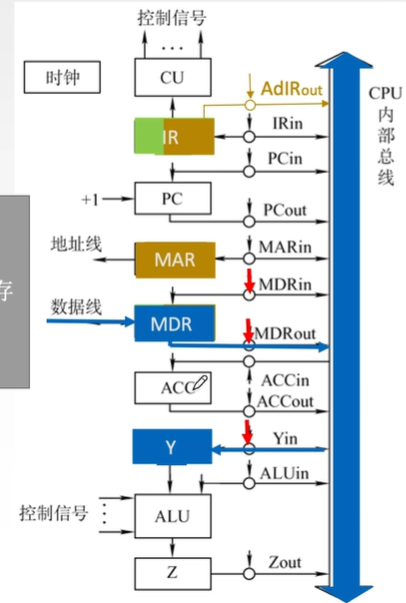 控制信号
...
时钟
CU
AdIRout
CPU
内
部
总
线
IR
IRin
PCin
+1
PC
PCout
地址线
MAR
MARin
存
MDRin
数据线
MDR
MDRout
ACC
ACCin
ACCout
Y
Yin
ALUin
控制信号
ALU
Z
Zout